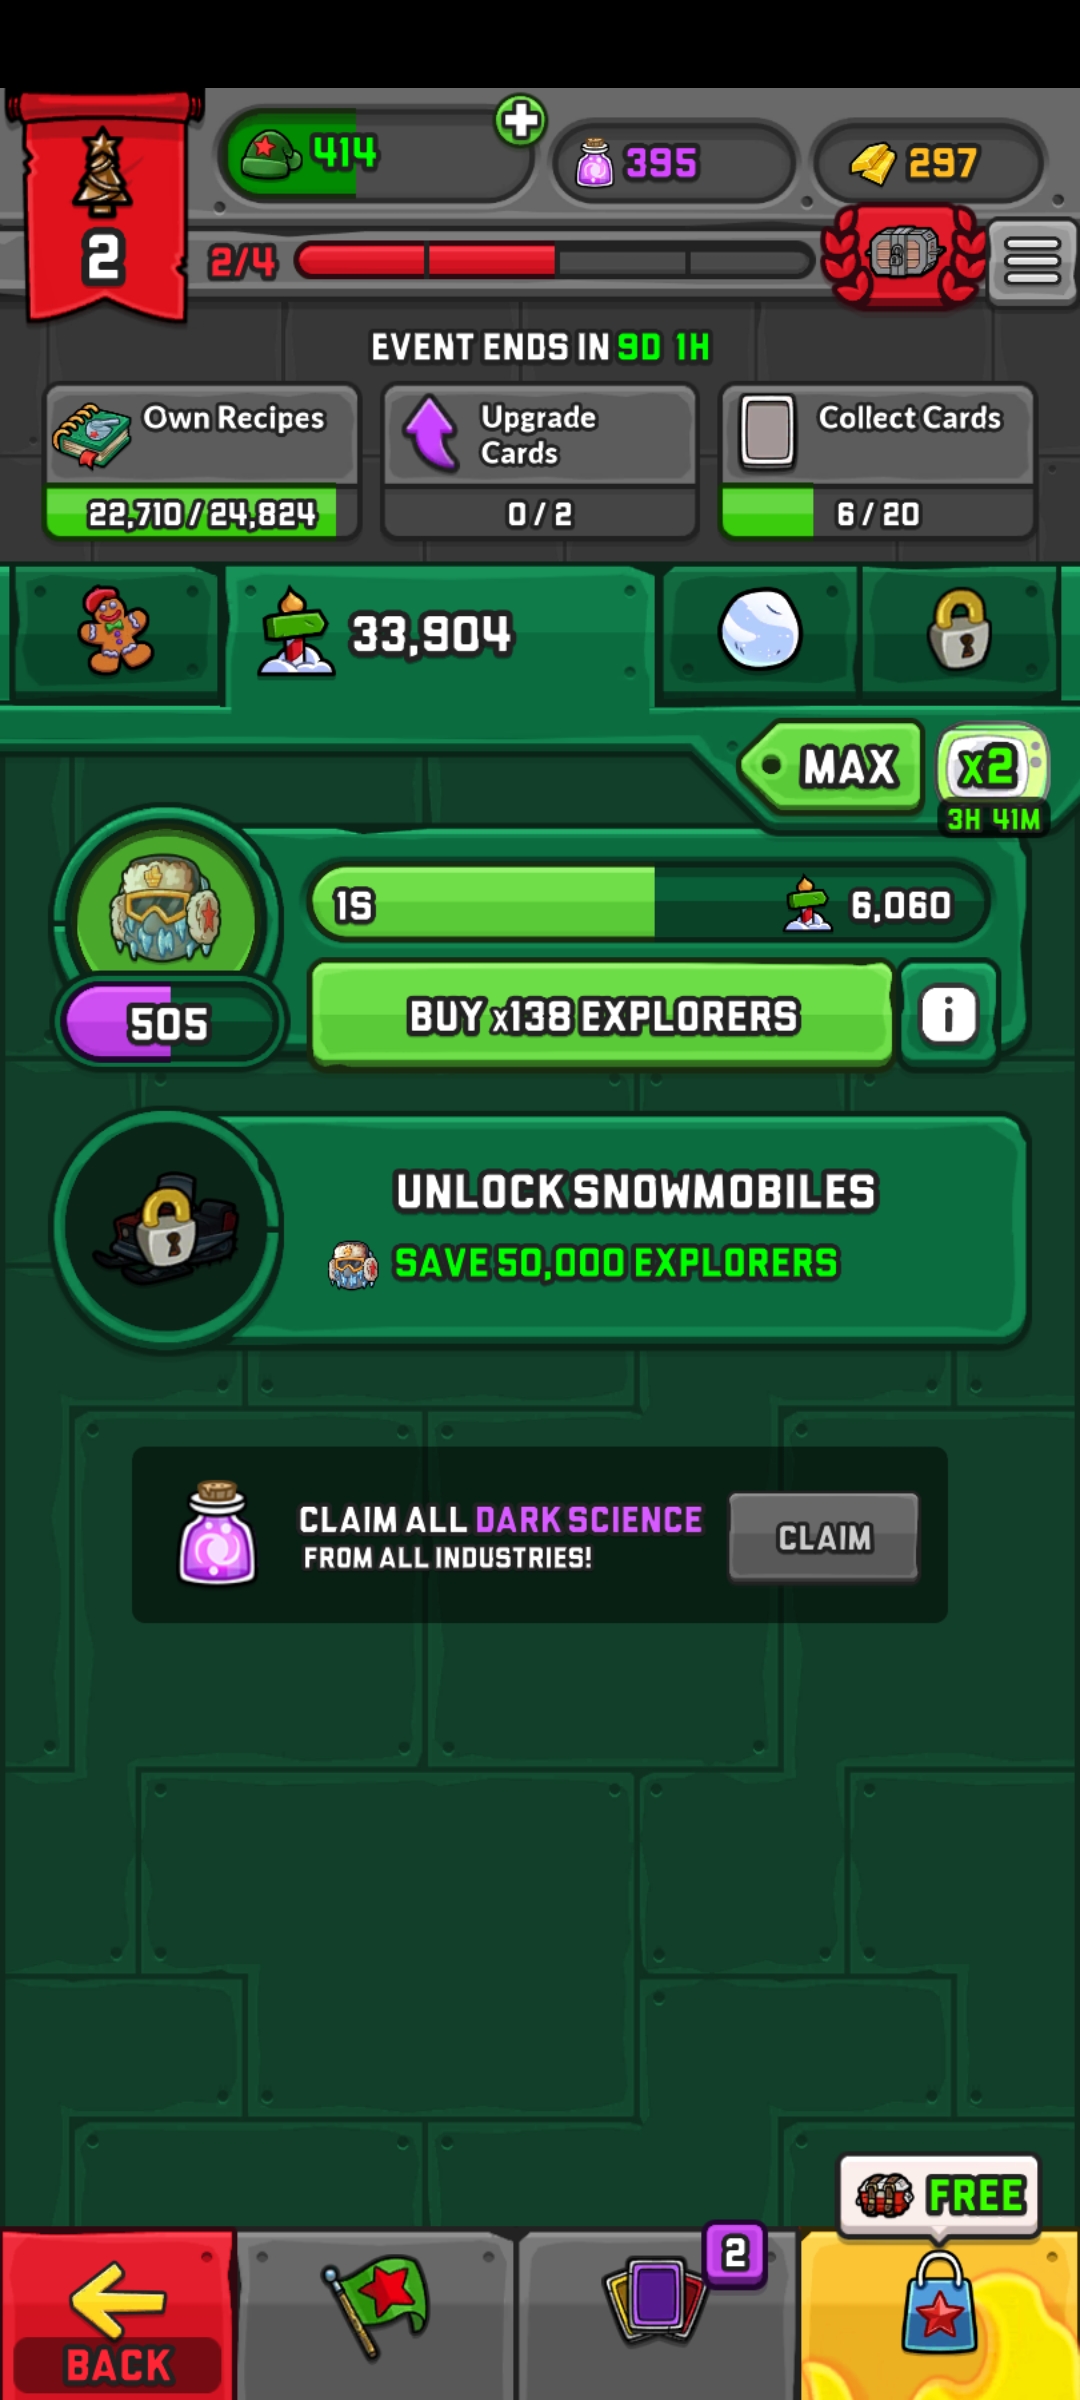 414
395
297
2
2/4
EVENT ENDS IN 9D 1H
Own Recipes
22,710/24,824
Upgrade
Cards
0/2
Collect Cards
6/20
33,904
MAX
x2
3H 41M
1S
6,060
505
BUY x138 EXPLORERS
i
UNLOCK SNOWMOBILES
SAVE 50,000 EXPLORERS
CLAIM ALL DARK SCIENCE
FROM ALL INDUSTRIES!
CLAIM
FREE
2
BACK